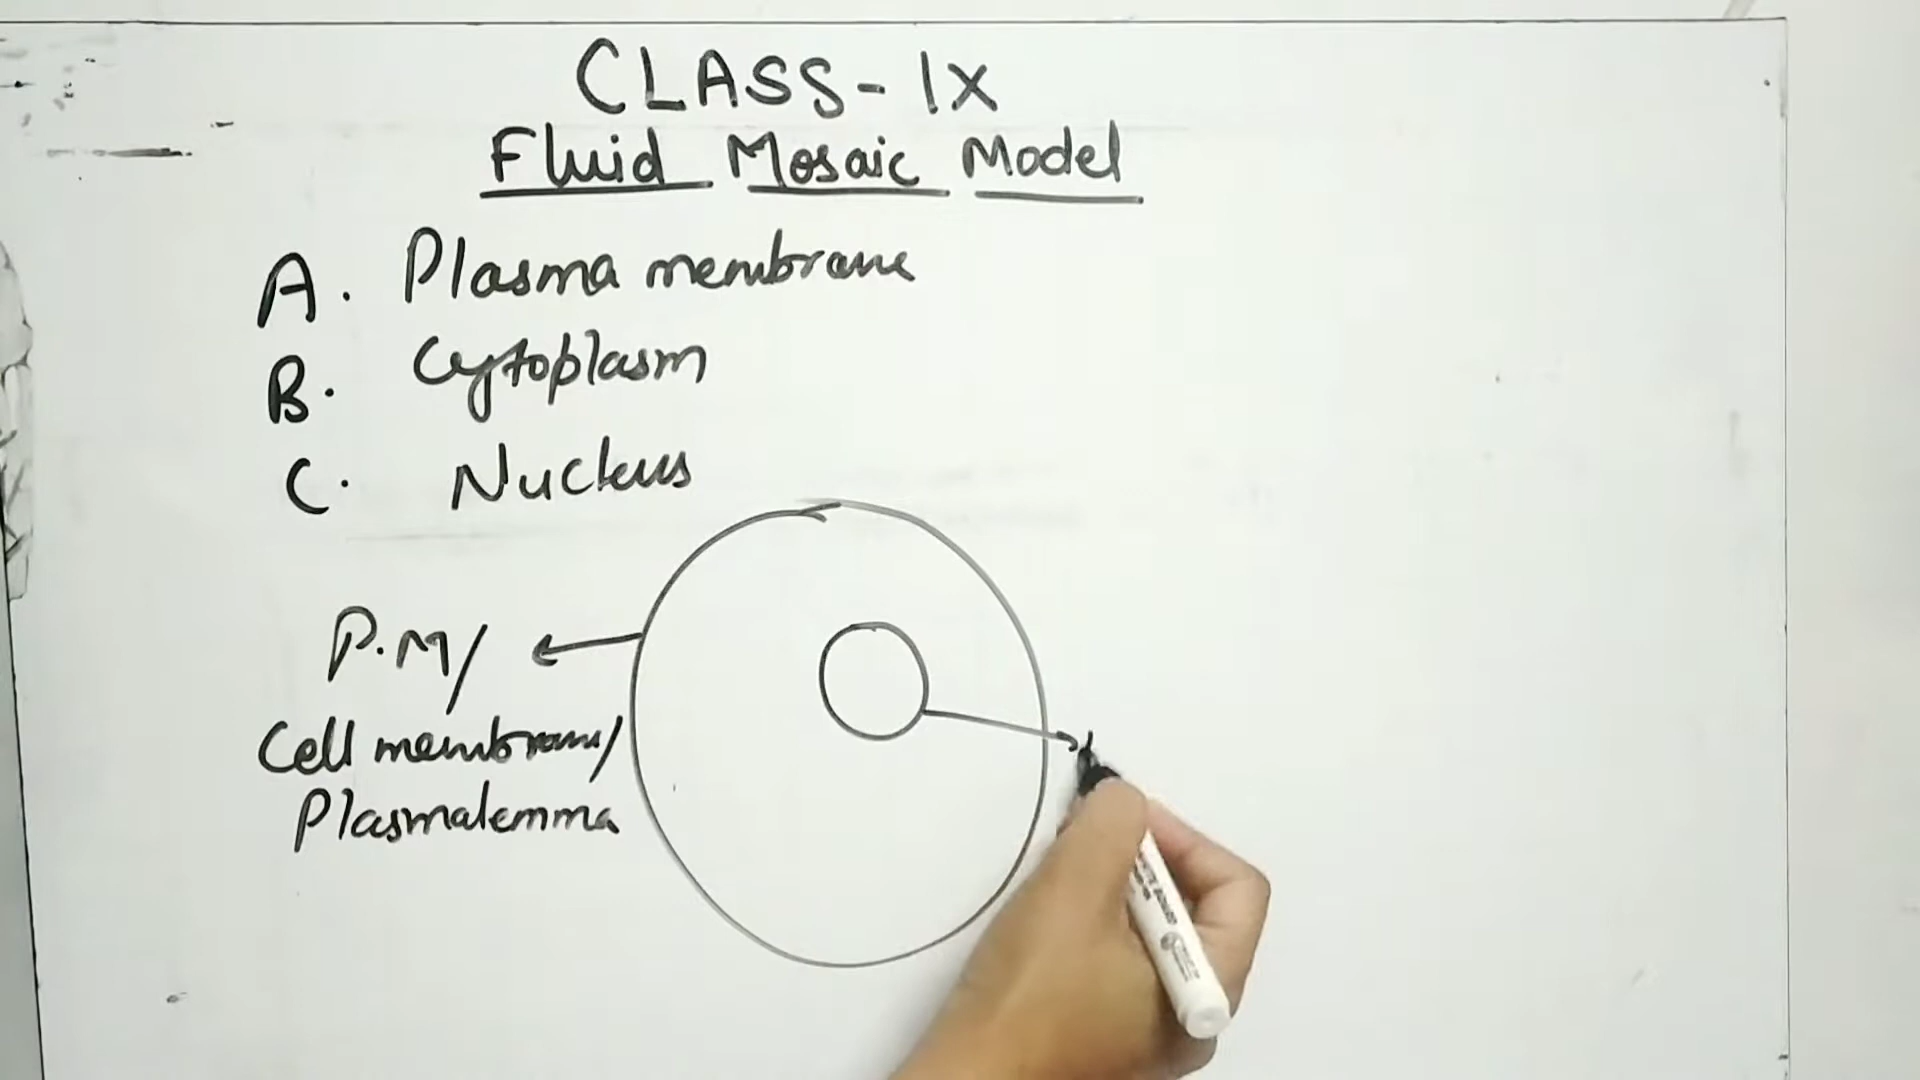 CLASS-IX
Fluid Mosaic Model
A. Plasma membrane
B. Cytoplasm
C. Nucleus
P.M/
Cell membrane/
Plasmalemma